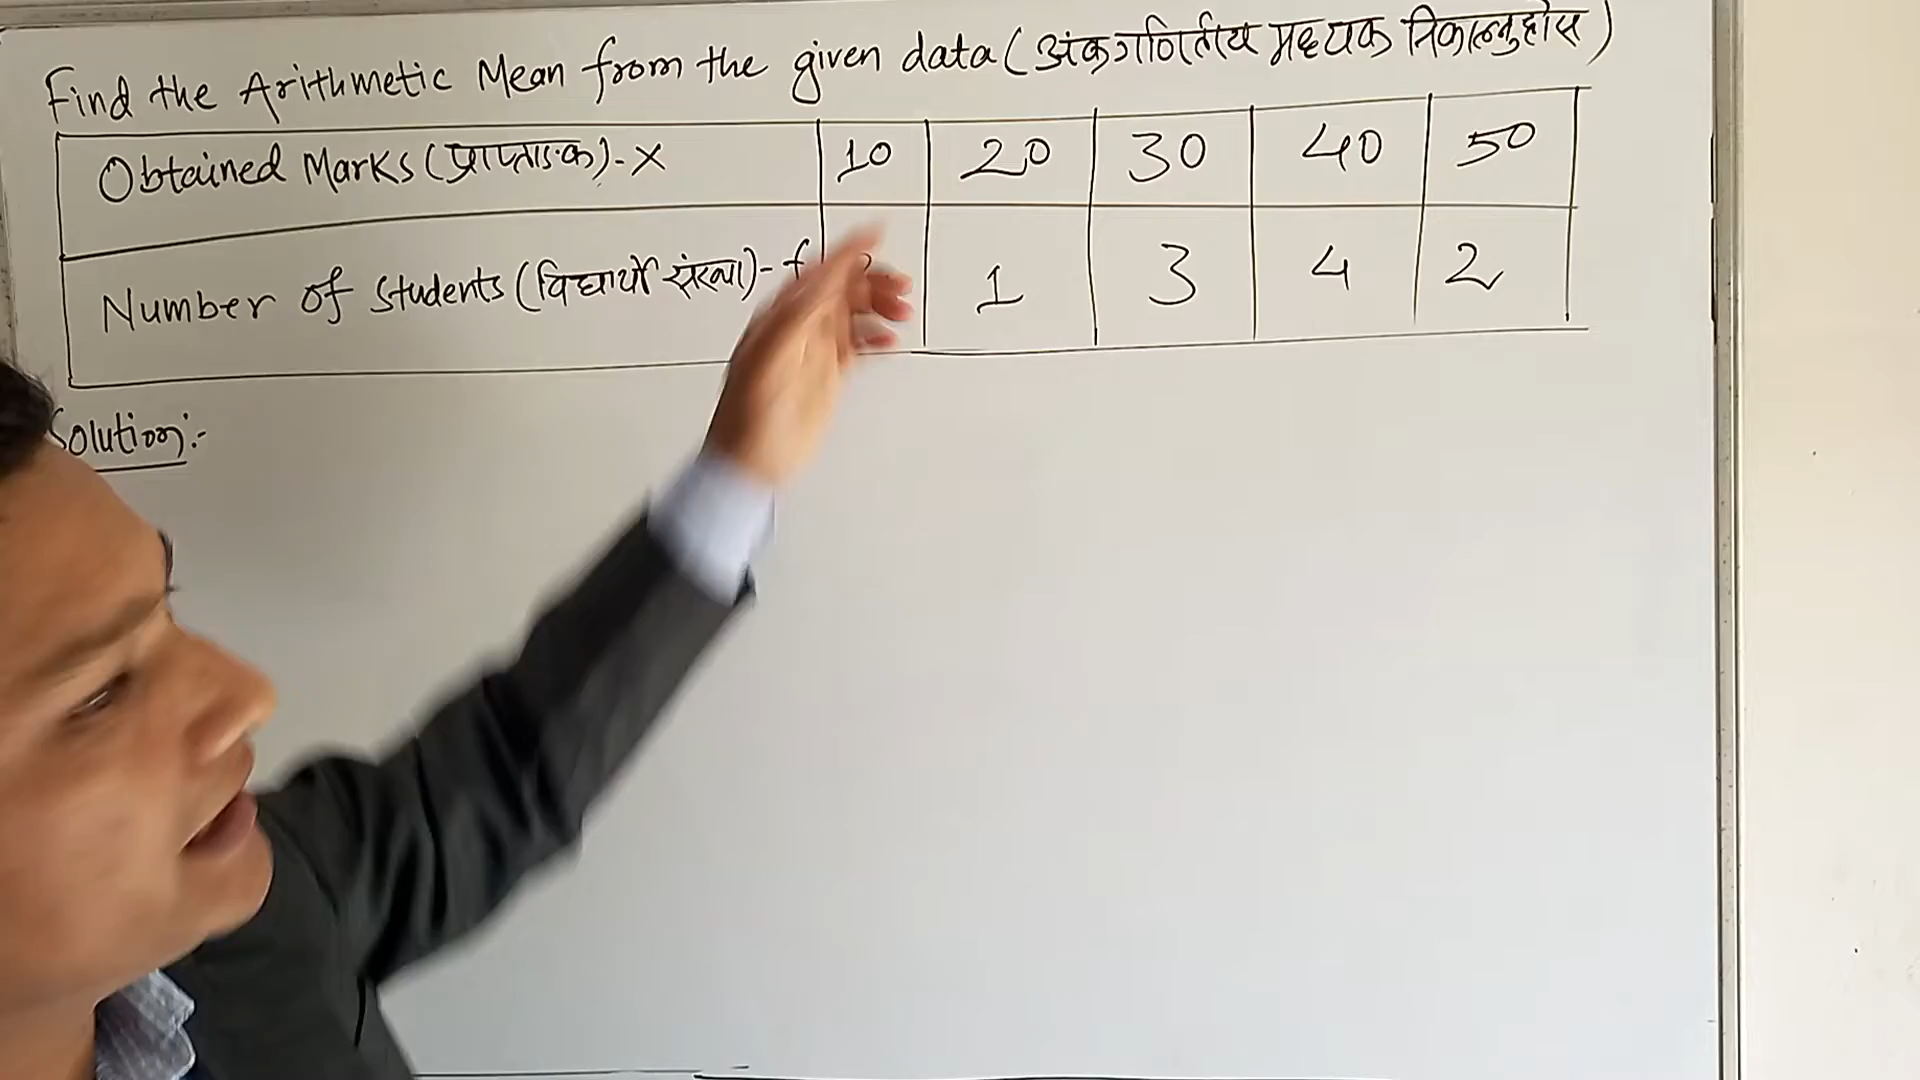 Find the Arithmetic Mean from the given data (अंकगणितीय मध्यक निकाल्नुहोस)
Obtained Marks (प्राप्ताङ्क) - X 10 20 30 40 50
Number of Students (विद्यार्थी संख्या) - f 1 3 4 2
Solution:-